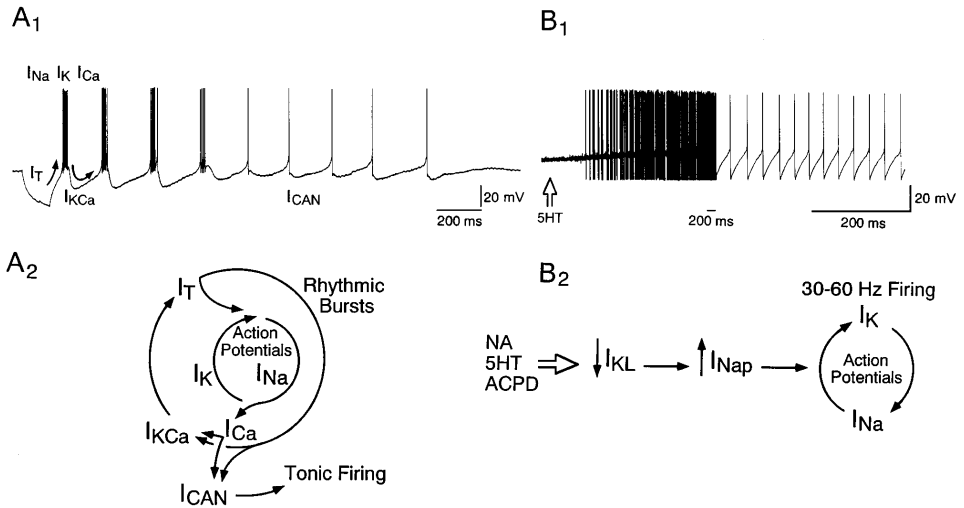 A1
INa IK ICa
IT
IKCa
ICAN
20 mV
200 ms
B1
5HT
200 ms
200 ms
20 mV
A2
IT
Rhythmic
Bursts
Action
Potentials
IK
INa
IKCa
ICa
ICAN
Tonic Firing
B2
NA
5HT
ACPD
IKL
INap
30-60 Hz Firing
IK
Action
Potentials
INa